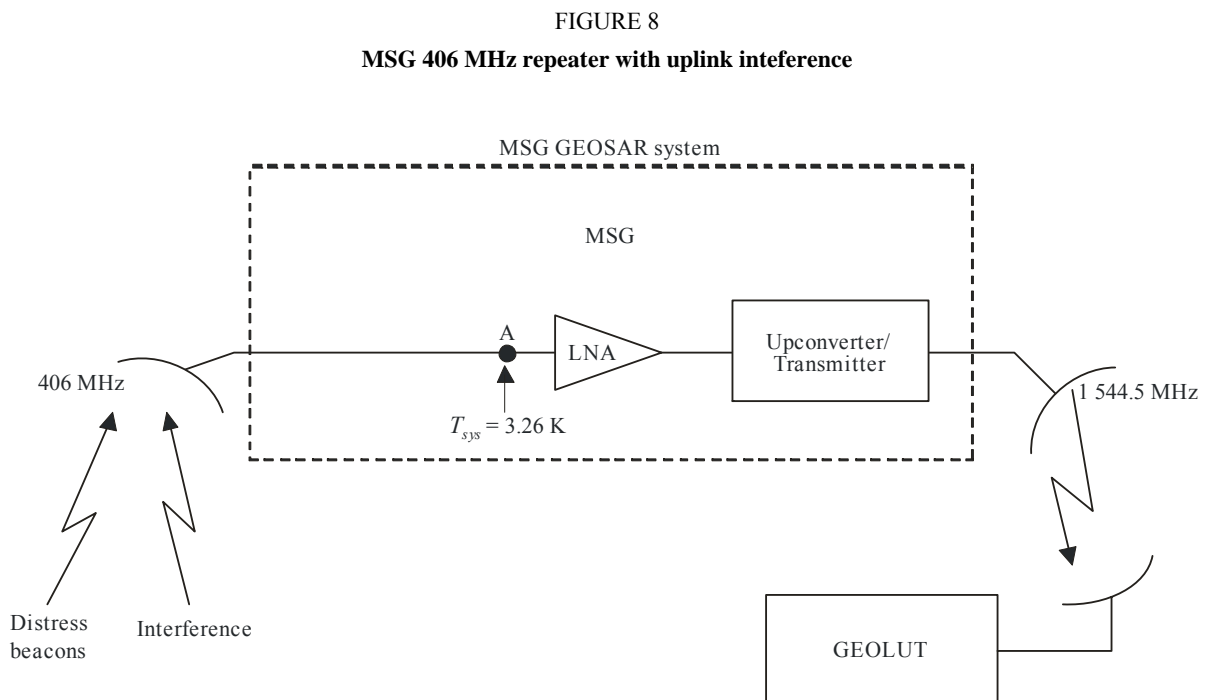 FIGURE 8
MSG 406 MHz repeater with uplink inteference
MSG GEOSAR system
MSG
A
LNA
Upconverter/
Transmitter
406 MHz
1 544.5 MHz
Tsys = 3.26 K
Distress
beacons
Interference
GEOLUT